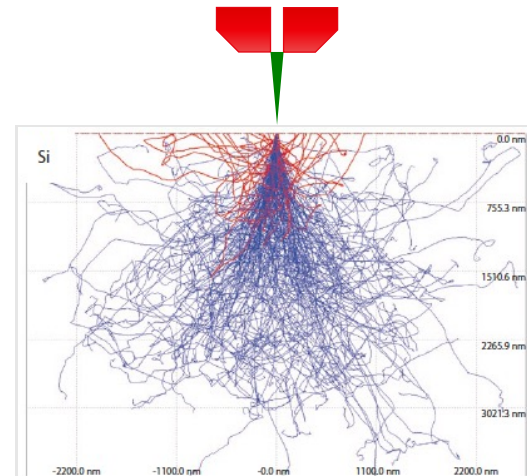 Si
0.0 nm
755.3 nm
1510.6 nm
2265.9 nm
3021.3 nm
-2200.0 nm -1100.0 nm -0.0 nm 1100.0 nm 2200.0 nm